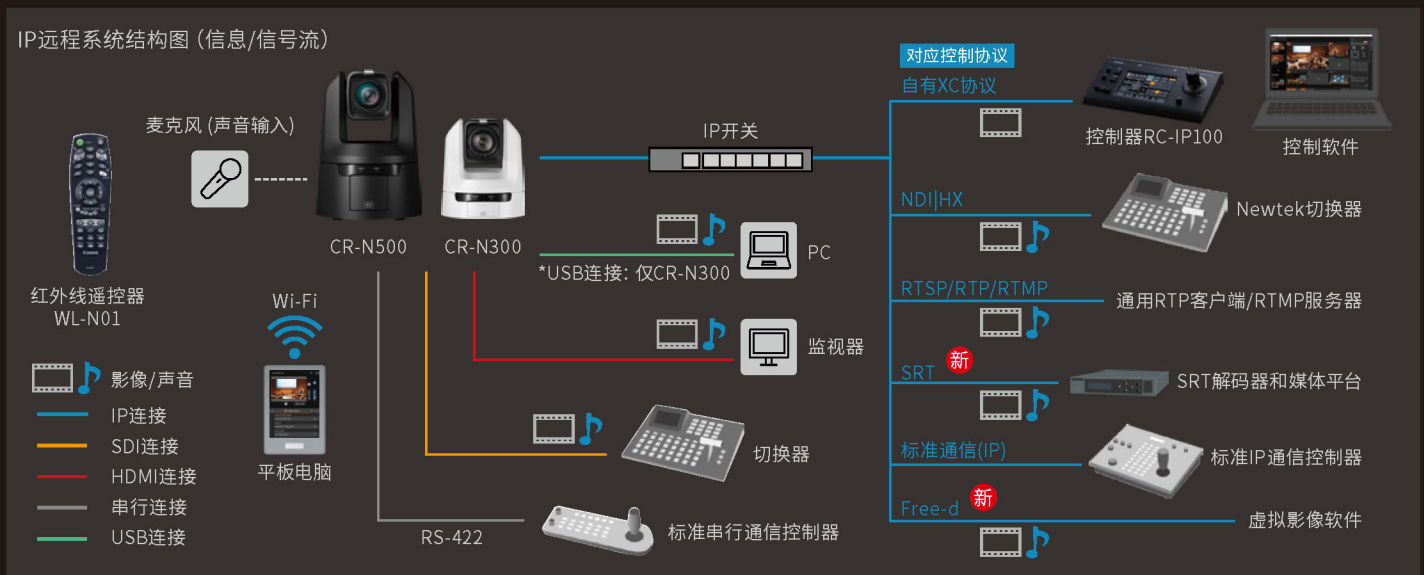 IP远程系统结构图（信息/信号流）
对应控制协议
自有XC协议
麦克风 (声音输入)
IP开关
控制器RC-IP100
控制软件
NDI|HX
Newtek切换器
CR-N500
CR-N300
PC
*USB连接：仅CR-N300
红外线遥控器
WL-N01
Wi-Fi
RTSP/RTP/RTMP
通用RTP客户端/RTMP服务器
监视器
SRT
新
SRT解码器和媒体平台
影像/声音
IP连接
SDI连接
HDMI连接
串行连接
USB连接
平板电脑
切换器
标准通信(IP)
标准IP通信控制器
Free-d
新
虚拟影像软件
RS-422
标准串行通信控制器